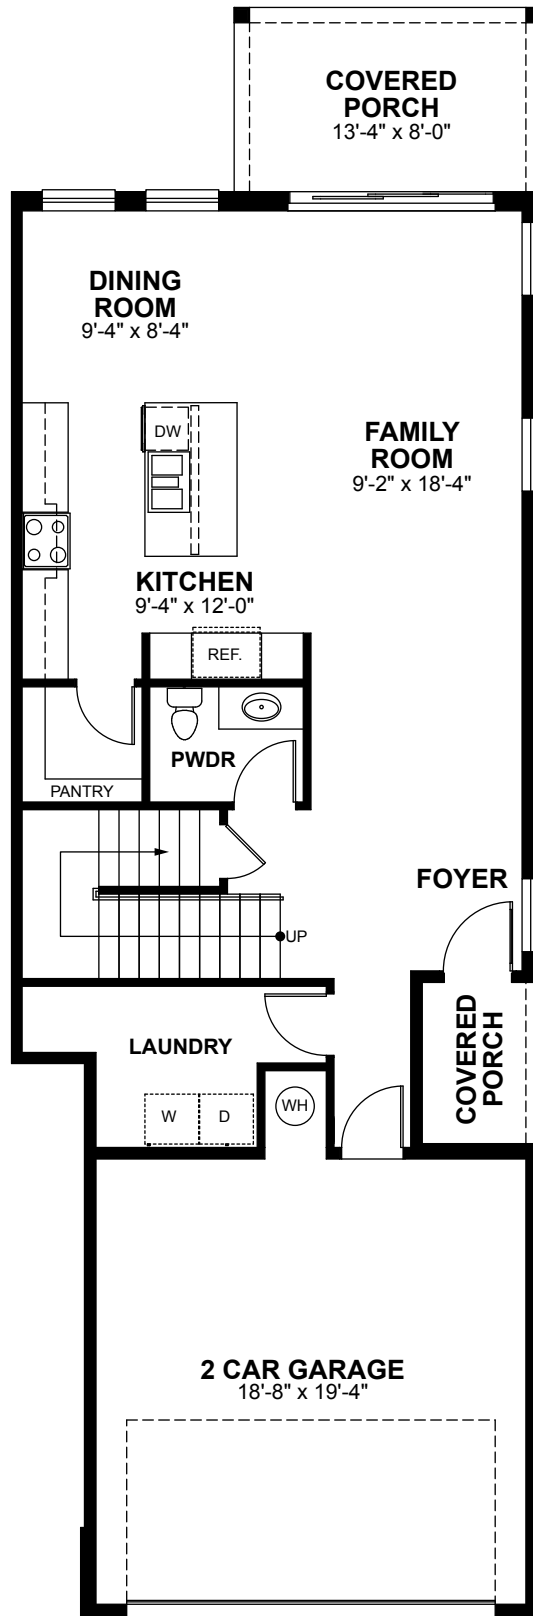 COVERED
PORCH
13'-4" x 8'-0"
DINING
ROOM
9'-4" x 8'-4"
DW
FAMILY
ROOM
9'-2" x 18'-4"
KITCHEN
9'-4" x 12'-0"
REF.
PWDR
PANTRY
FOYER
UP
COVERED
PORCH
LAUNDRY
W
D
WH
2 CAR GARAGE
18'-8" x 19'-4"